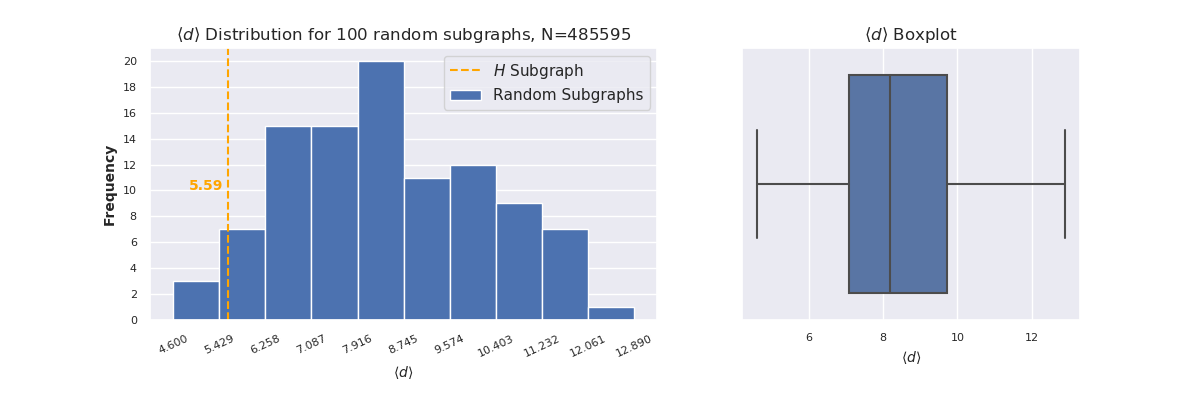 ⟨d⟩ Distribution for 100 random subgraphs, N=485595
H Subgraph
Random Subgraphs
Frequency
20
18
16
14
12
10
8
6
4
2
0
5.59
4.600 5.429 6.258 7.087 7.916 8.745 9.574 10.403 11.232 12.061 12.890
⟨d⟩
⟨d⟩ Boxplot
6 8 10 12
⟨d⟩